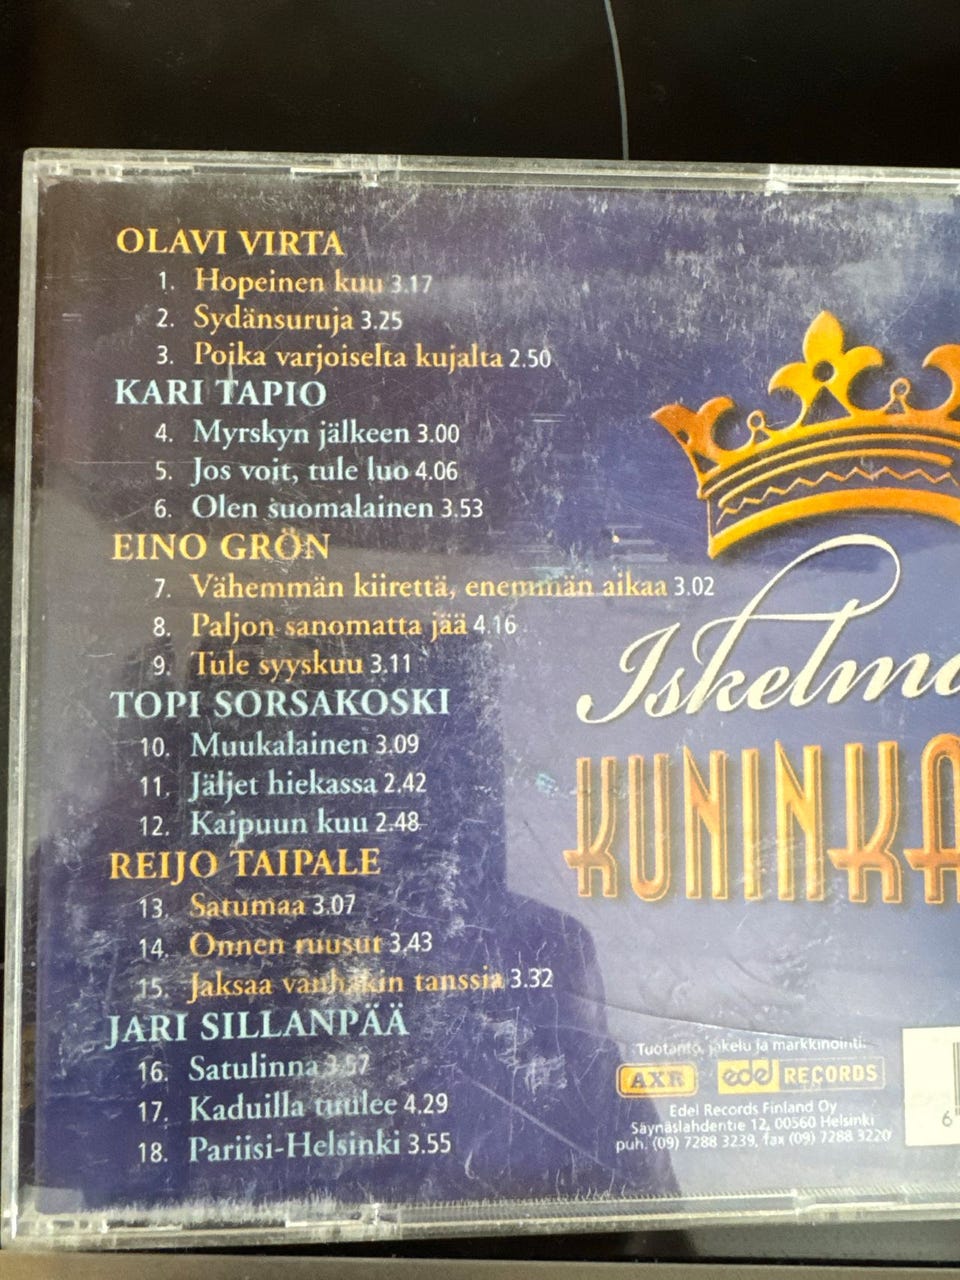 OLAVI VIRTA
1. Hopeinen kuu 3.17
2. Sydänsuruja 3.25
3. Poika varjoiselta kujalta 2.50
KARI TAPIO
4. Myrskyn jälkeen 3.00
5. Jos voit, tule luo 4.06
6. Olen suomalainen 3.53
EINO GRÖN
7. Vähemmän kiirettä, enemmän aikaa 3.02
8. Paljon sanomatta jää 4.16
9. Tule syyskuu 3.11
TOPI SORSAKOSKI
10. Muukalainen 3.09
11. Jäljet hiekassa 2.42
12. Kaipuun kuu 2.48
REIJO TAIPALE
13. Satumaa 3.07
14. Onnen ruusut 3.43
15. Jaksaa vanhakin tanssia 3.32
JARI SILLANPÄÄ
16. Satulinna 3.57
17. Kaduilla tuulee 4.29
18. Pariisi-Helsinki 3.55
Iskelmä
KUNINKA
Tuotanto, jakelu ja markkinointi:
AXR edel RECORDS
Edel Records Finland Oy
Säynäslahdentie 12, 00560 Helsinki
puh. (09) 7288 3239, fax (09) 7288 3220
6